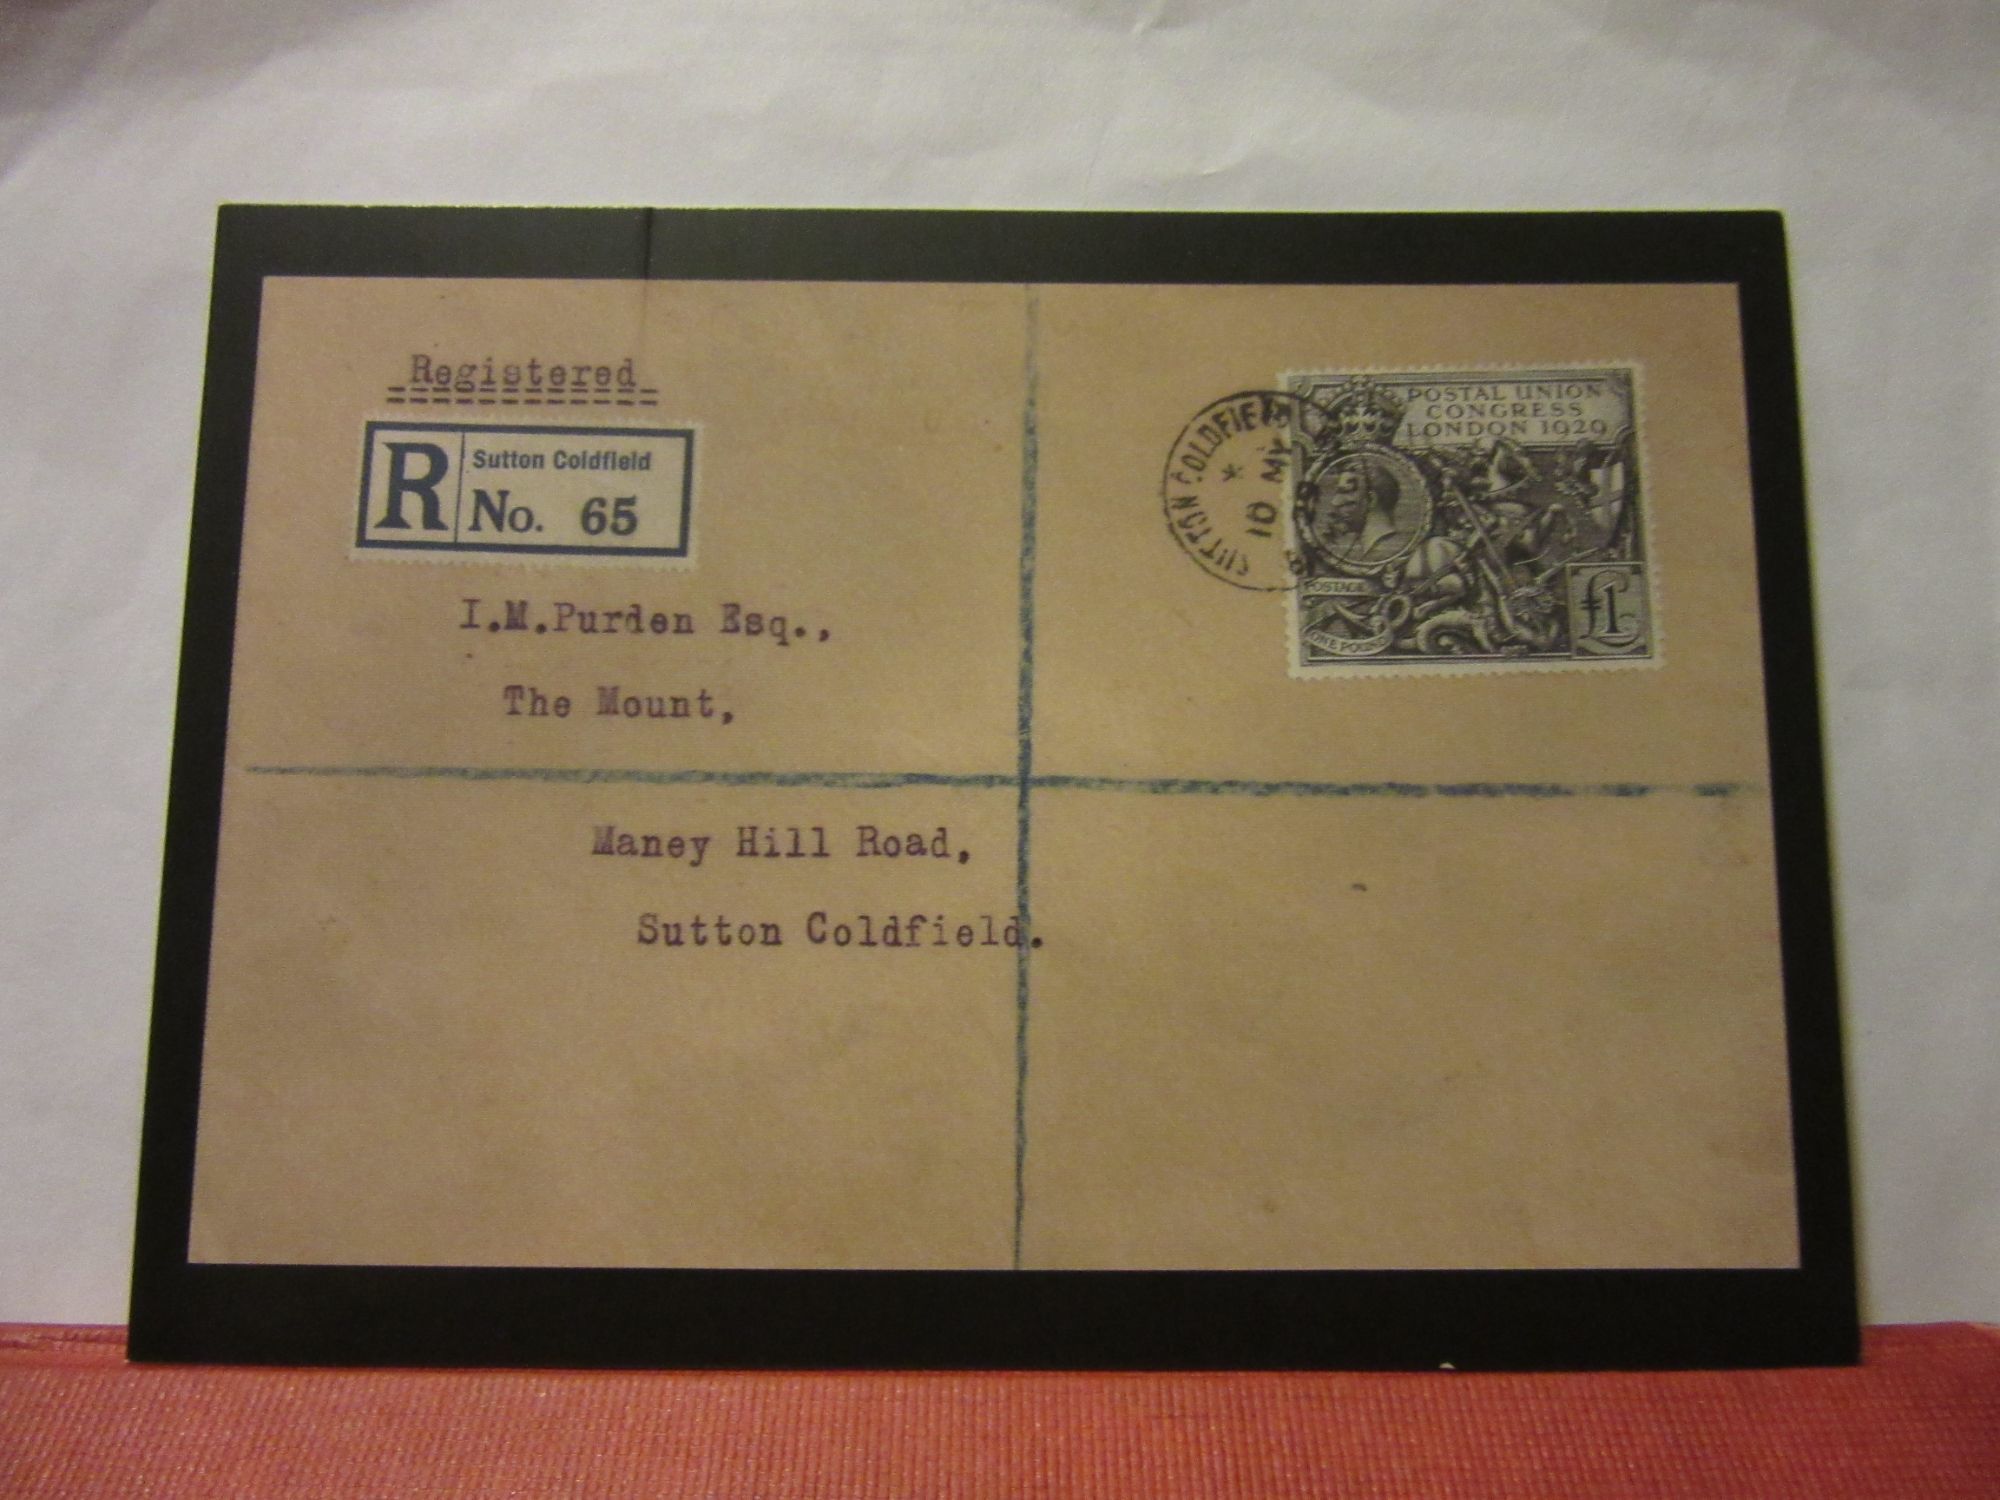 Registered
R Sutton Coldfield
No. 65
I.M.Purden Esq.,
The Mount,
Maney Hill Road,
Sutton Coldfield.
SUTTON COLDFIELD
10 MY
29
POSTAL UNION
CONGRESS
LONDON 1929
POSTAGE
ONE POUND
£1